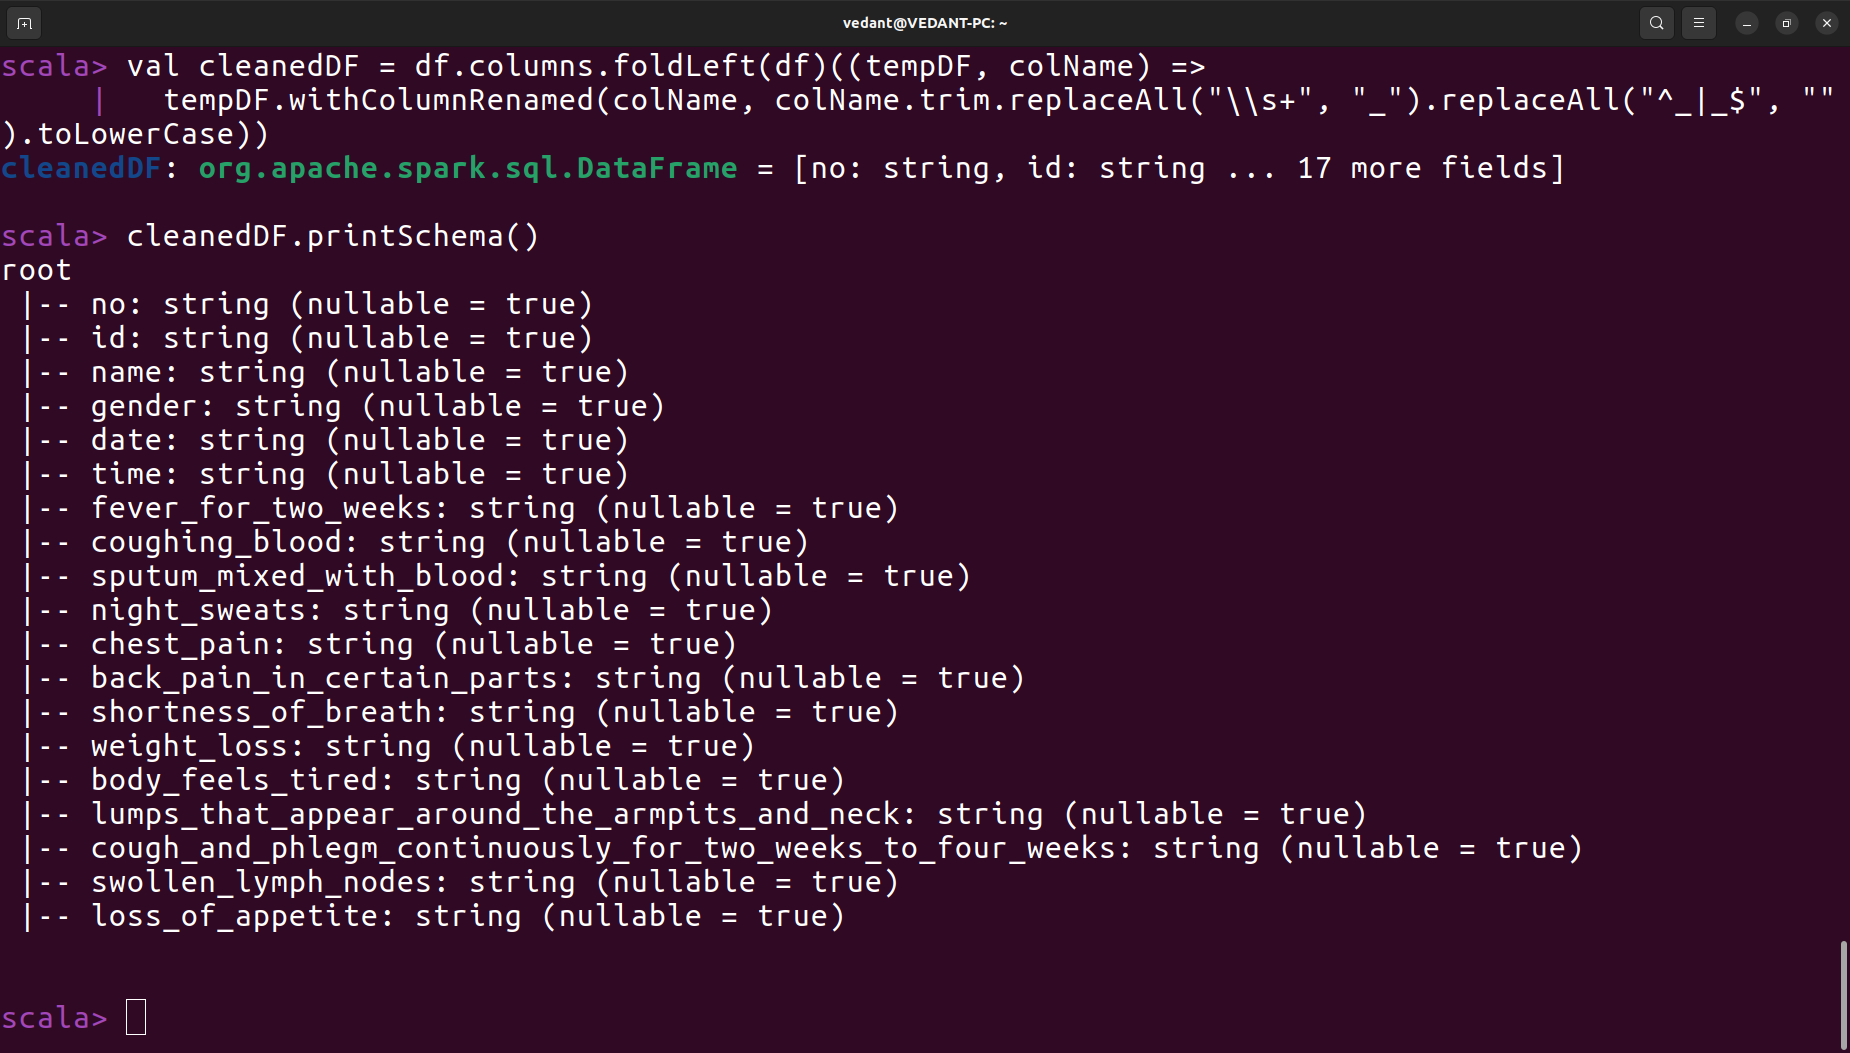 vedant@VEDANT-PC: ~
scala> val cleanedDF = df.columns.foldLeft(df)((tempDF, colName) =>
     |   tempDF.withColumnRenamed(colName, colName.trim.replaceAll("\\s+", "_").replaceAll("^_|_$", ""
).toLowerCase))
cleanedDF: org.apache.spark.sql.DataFrame = [no: string, id: string ... 17 more fields]
scala> cleanedDF.printSchema()
root
 |-- no: string (nullable = true)
 |-- id: string (nullable = true)
 |-- name: string (nullable = true)
 |-- gender: string (nullable = true)
 |-- date: string (nullable = true)
 |-- time: string (nullable = true)
 |-- fever_for_two_weeks: string (nullable = true)
 |-- coughing_blood: string (nullable = true)
 |-- sputum_mixed_with_blood: string (nullable = true)
 |-- night_sweats: string (nullable = true)
 |-- chest_pain: string (nullable = true)
 |-- back_pain_in_certain_parts: string (nullable = true)
 |-- shortness_of_breath: string (nullable = true)
 |-- weight_loss: string (nullable = true)
 |-- body_feels_tired: string (nullable = true)
 |-- lumps_that_appear_around_the_armpits_and_neck: string (nullable = true)
 |-- cough_and_phlegm_continuously_for_two_weeks_to_four_weeks: string (nullable = true)
 |-- swollen_lymph_nodes: string (nullable = true)
 |-- loss_of_appetite: string (nullable = true)
scala>